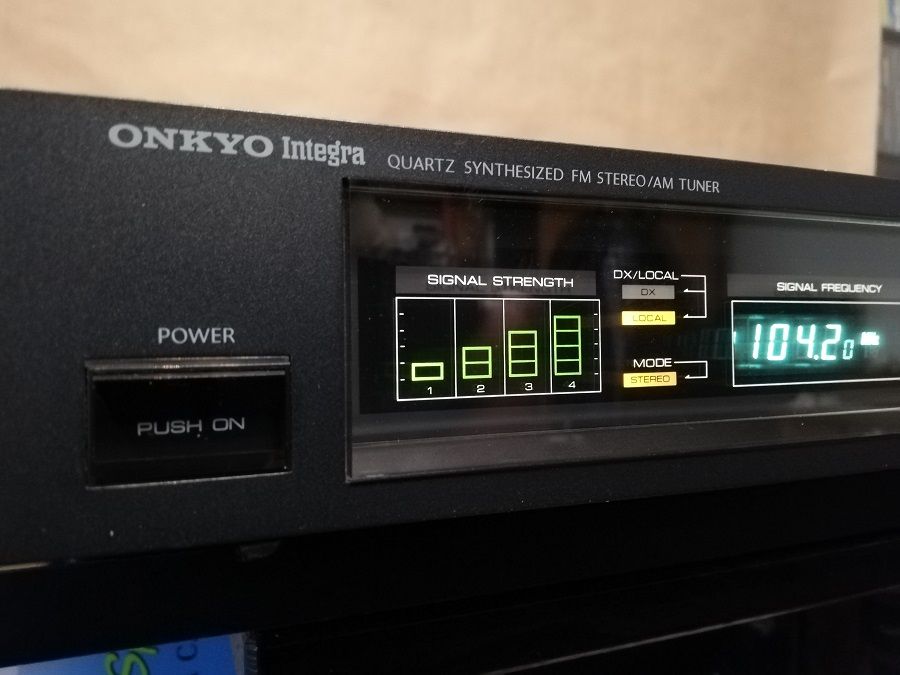 ONKYO Integra QUARTZ SYNTHESIZED FM STEREO/AM TUNER
SIGNAL STRENGTH
1 2 3 4
DX/LOCAL
DX
LOCAL
MODE
STEREO
SIGNAL FREQUENCY
104.20
POWER
PUSH ON